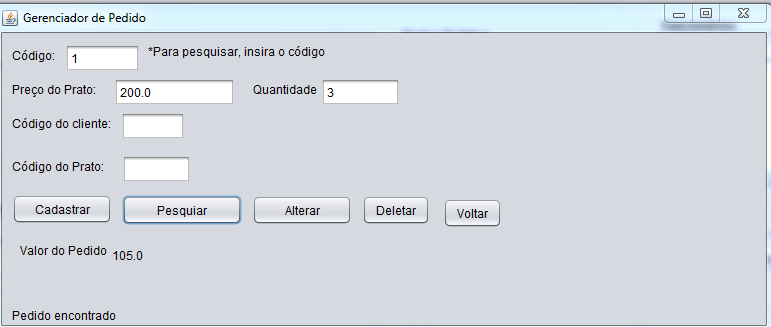 Gerenciador de Pedido
Código: 1 *Para pesquisar, insira o código
Preço do Prato: 200.0 Quantidade 3
Código do cliente:
Código do Prato:
Cadastrar Pesquiar Alterar Deletar Voltar
Valor do Pedido 105.0
Pedido encontrado